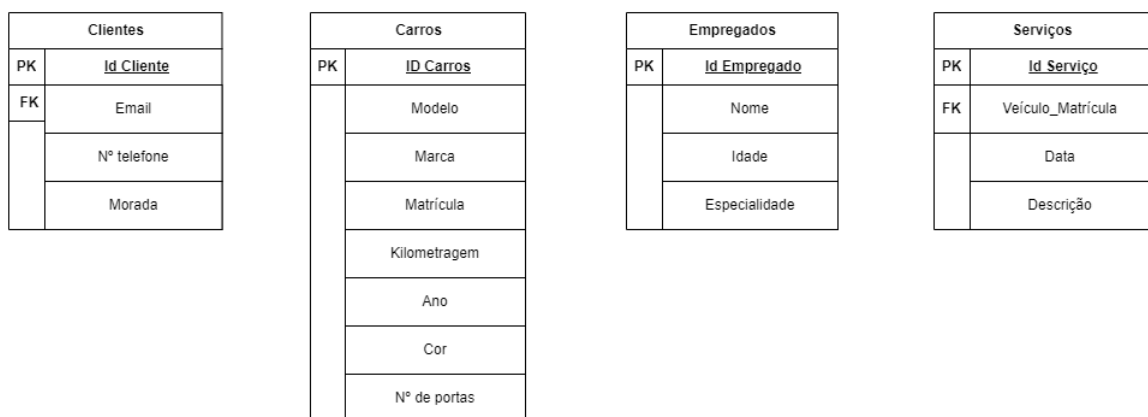 Clientes
PK Id Cliente
FK Email
Nº telefone
Morada
Carros
PK ID Carros
Modelo
Marca
Matrícula
Kilometragem
Ano
Cor
Nº de portas
Empregados
PK Id Empregado
Nome
Idade
Especialidade
Serviços
PK Id Serviço
FK Veículo_Matrícula
Data
Descrição